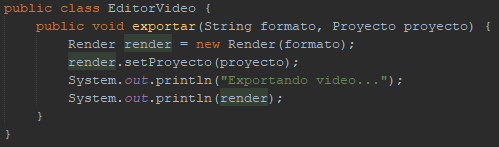 public class EditorVideo {
public void exportar(String formato, Proyecto proyecto) {
Render render = new Render(formato);
render.setProyecto(proyecto);
System.out.println("Exportando video...");
System.out.println(render);
}
}